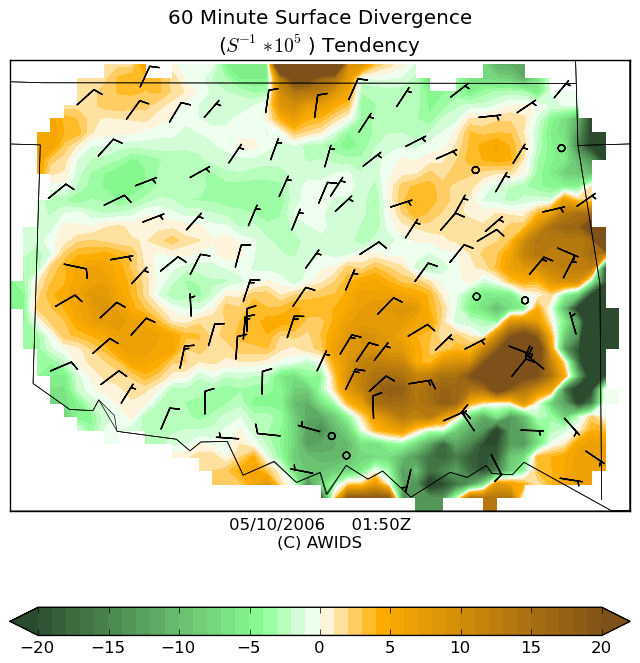 60 Minute Surface Divergence
(S⁻¹ *10⁵ ) Tendency
05/10/2006 01:50Z
(C) AWIDS
−20 −15 −10 −5 0 5 10 15 20